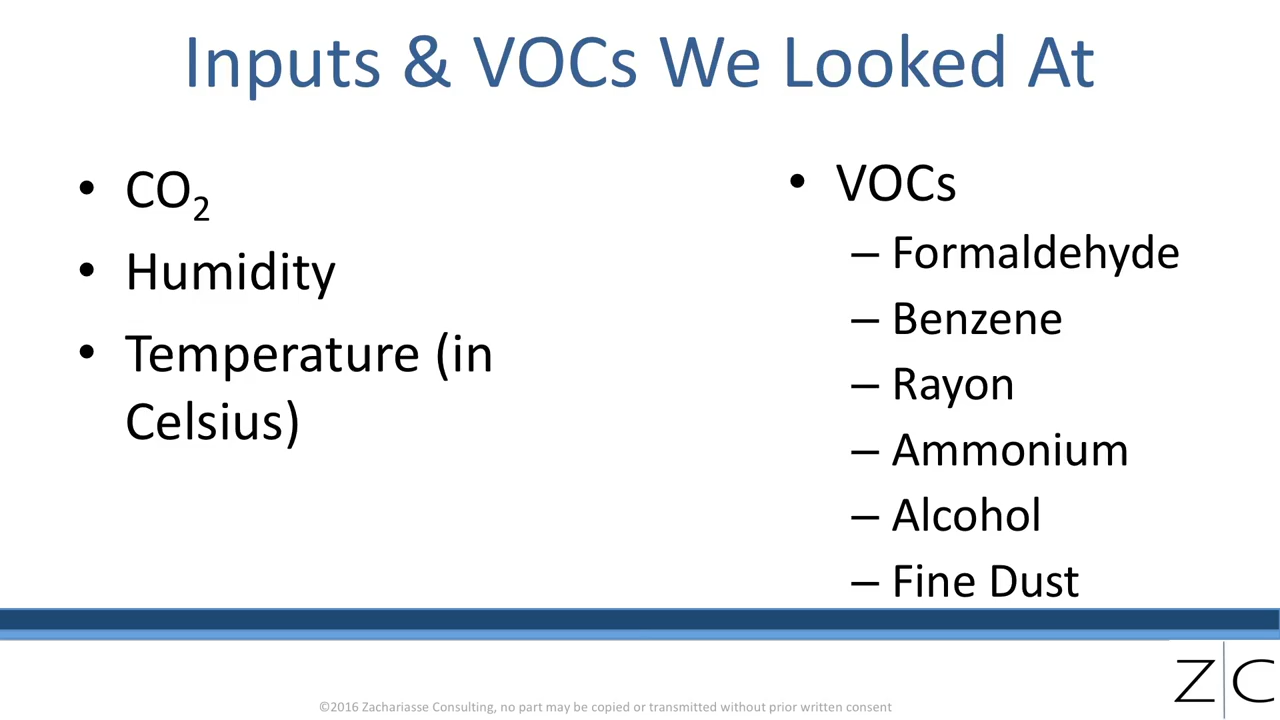 Inputs & VOCs We Looked At
• CO₂
• Humidity
• Temperature (in
Celsius)
• VOCs
– Formaldehyde
– Benzene
– Rayon
– Ammonium
– Alcohol
– Fine Dust
©2016 Zachariasse Consulting, no part may be copied or transmitted without prior written consent
Z|C